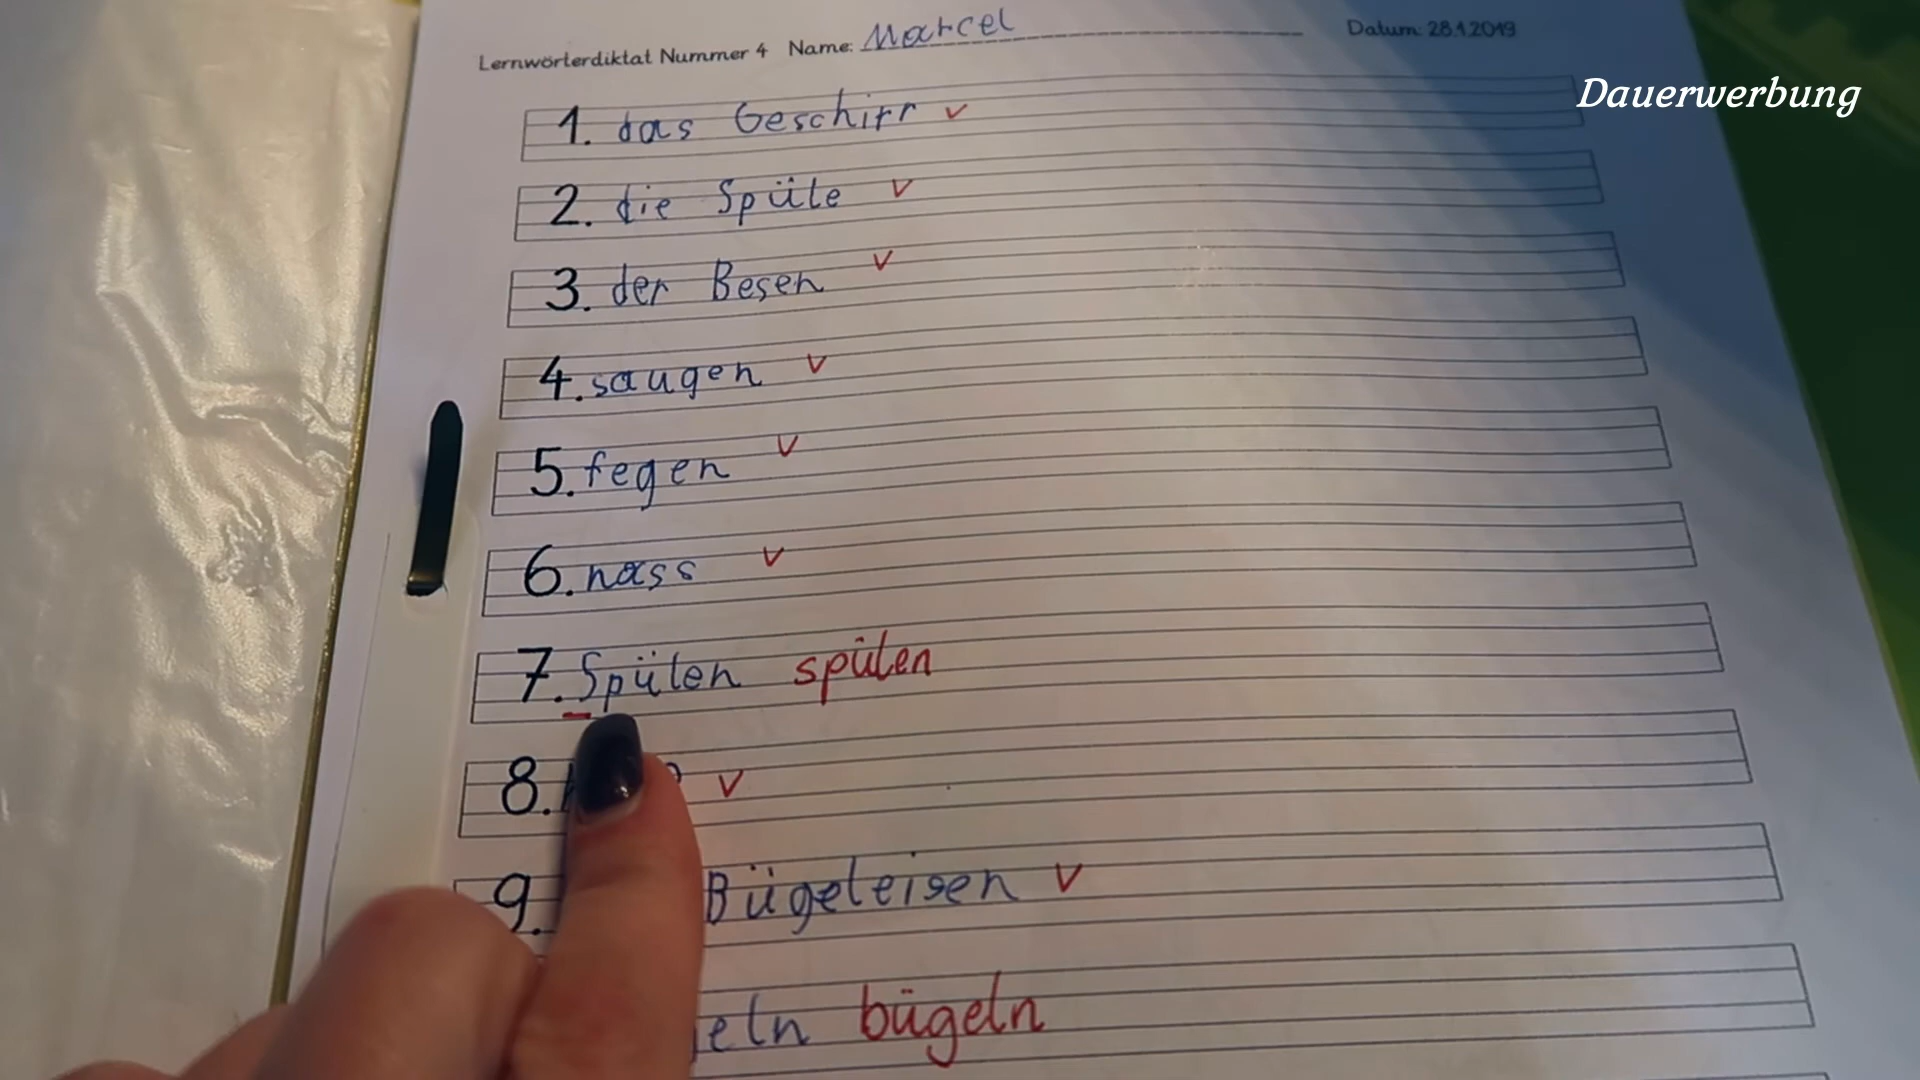 Lernwörterdiktat Nummer 4 Name: Marcel Datum: 28.1.2019
Dauerwerbung
1. das Geschirr ✓
2. die Spüle ✓
3. der Besen ✓
4. saugen ✓
5. fegen ✓
6. nass ✓
7. Spülen spülen
8. ✓
9. Bügeleisen ✓
eln bügeln